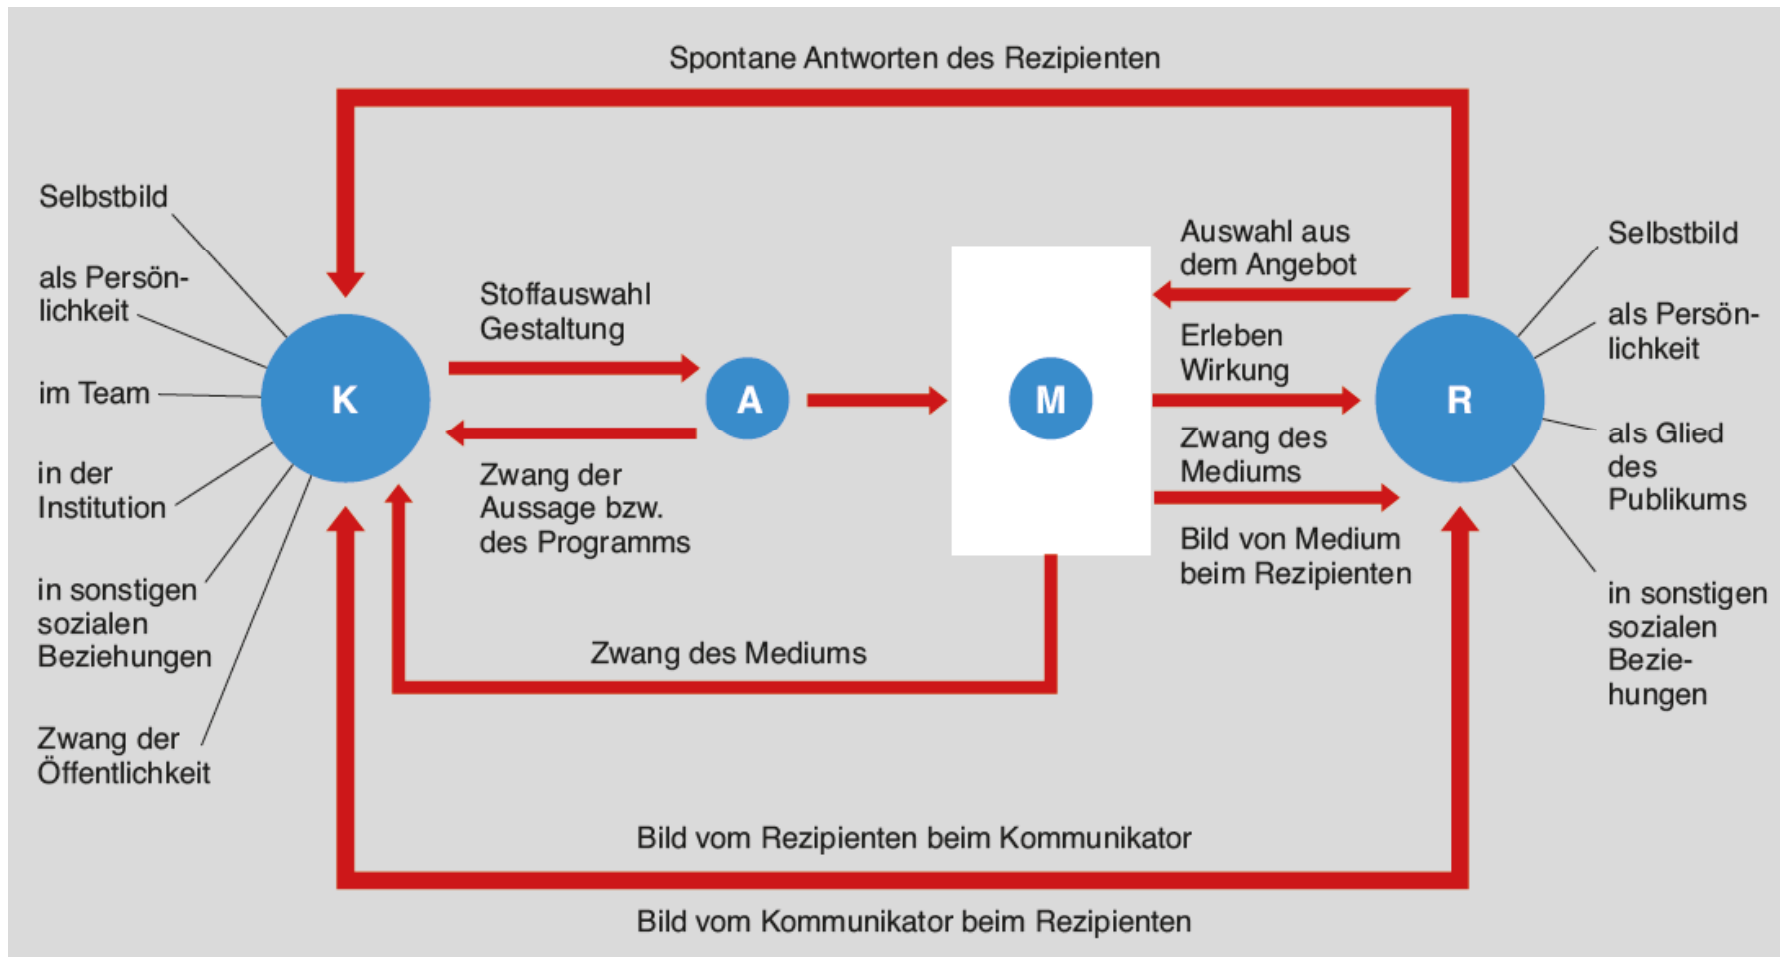 Spontane Antworten des Rezipienten
Selbstbild
als Persön-
lichkeit
im Team
in der
Institution
in sonstigen
sozialen
Beziehungen
Zwang der
Öffentlichkeit
K
Stoffauswahl
Gestaltung
Zwang der
Aussage bzw.
des Programms
A
M
Zwang des Mediums
Auswahl aus
dem Angebot
Erleben
Wirkung
Zwang des
Mediums
Bild von Medium
beim Rezipienten
R
Selbstbild
als Persön-
lichkeit
als Glied
des
Publikums
in sonstigen
sozialen
Bezie-
hungen
Bild vom Rezipienten beim Kommunikator
Bild vom Kommunikator beim Rezipienten